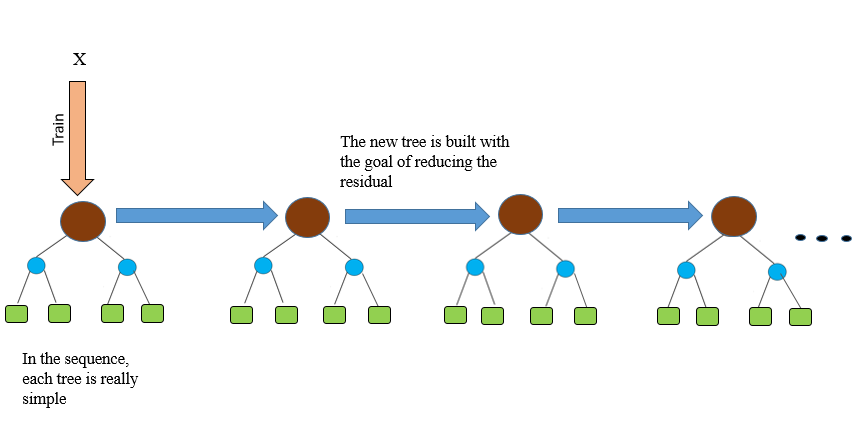 X
Train
The new tree is built with
the goal of reducing the
residual
In the sequence,
each tree is really
simple